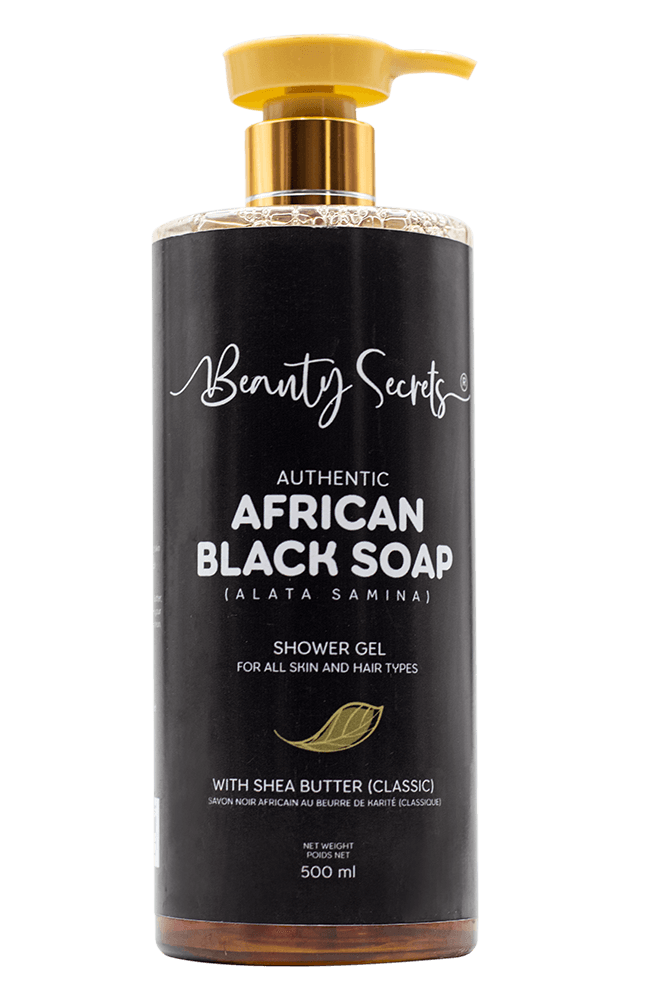 Beauty Secrets®
AUTHENTIC
AFRICAN
BLACK SOAP
(ALATA SAMINA)
SHOWER GEL
FOR ALL SKIN AND HAIR TYPES
WITH SHEA BUTTER (CLASSIC)
SAVON NOIR AFRICAIN AU BEURRE DE KARITÉ (CLASSIQUE)
NET WEIGHT
POIDS NET
500 ml